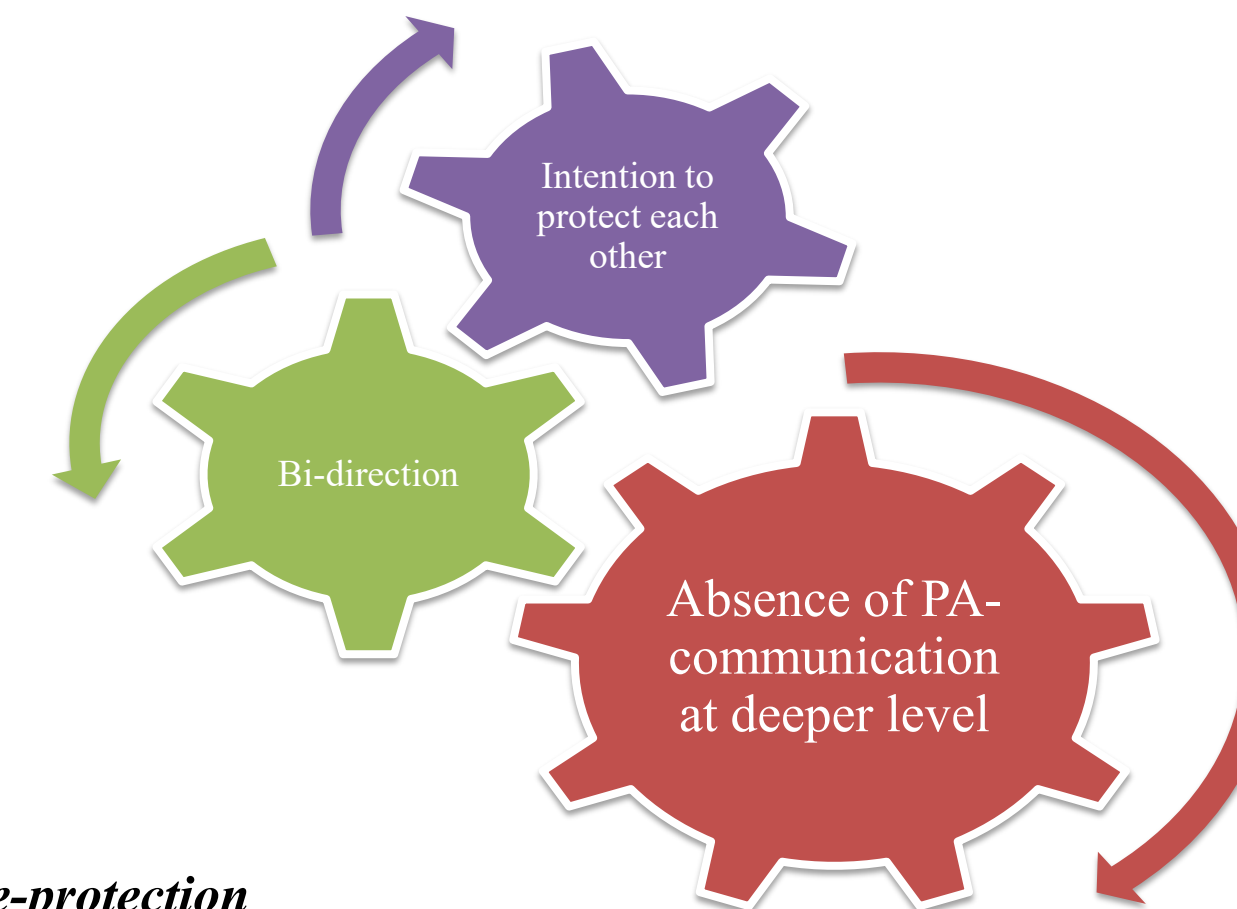 Intention to
protect each
other
Bi-direction
Absence of PA-
communication
at deeper level
e-protection